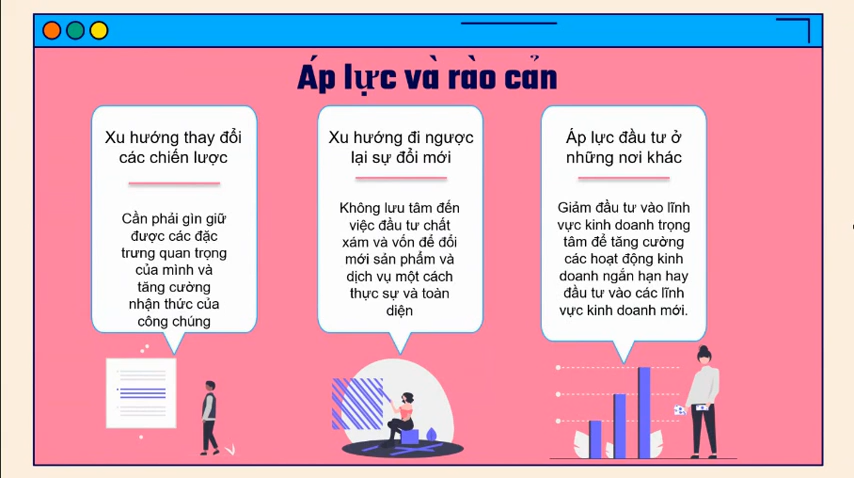 Áp lực và rào cản
Xu hướng thay đổi
các chiến lược
Cần phải gìn giữ
được các đặc
trưng quan trọng
của mình và
tăng cường
nhận thức của
công chúng
Xu hướng đi ngược
lại sự đổi mới
Không lưu tâm đến
việc đầu tư chất
xám và vốn để đổi
mới sản phẩm và
dịch vụ một cách
thực sự và toàn
diện
Áp lực đầu tư ở
những nơi khác
Giảm đầu tư vào lĩnh
vực kinh doanh trọng
tâm để tăng cường
các hoạt động kinh
doanh ngắn hạn hay
đầu tư vào các lĩnh
vực kinh doanh mới.